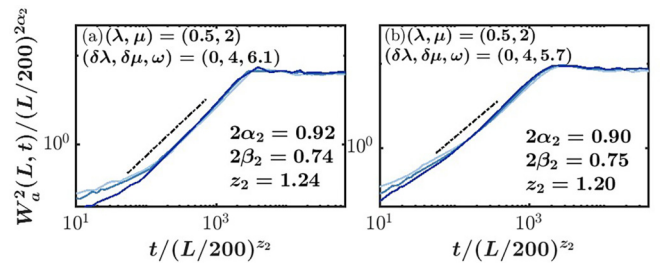 (a)(λ, μ) = (0.5, 2)
(δλ, δμ, ω) = (0, 4, 6.1)
2α₂ = 0.92
2β₂ = 0.74
z₂ = 1.24
W²ₐ(L, t)/(L/200)^{2α₂}
10⁰
10¹
10³
t/(L/200)^{z₂}
(b)(λ, μ) = (0.5, 2)
(δλ, δμ, ω) = (0, 4, 5.7)
2α₂ = 0.90
2β₂ = 0.75
z₂ = 1.20
10⁰
10¹
10³
t/(L/200)^{z₂}